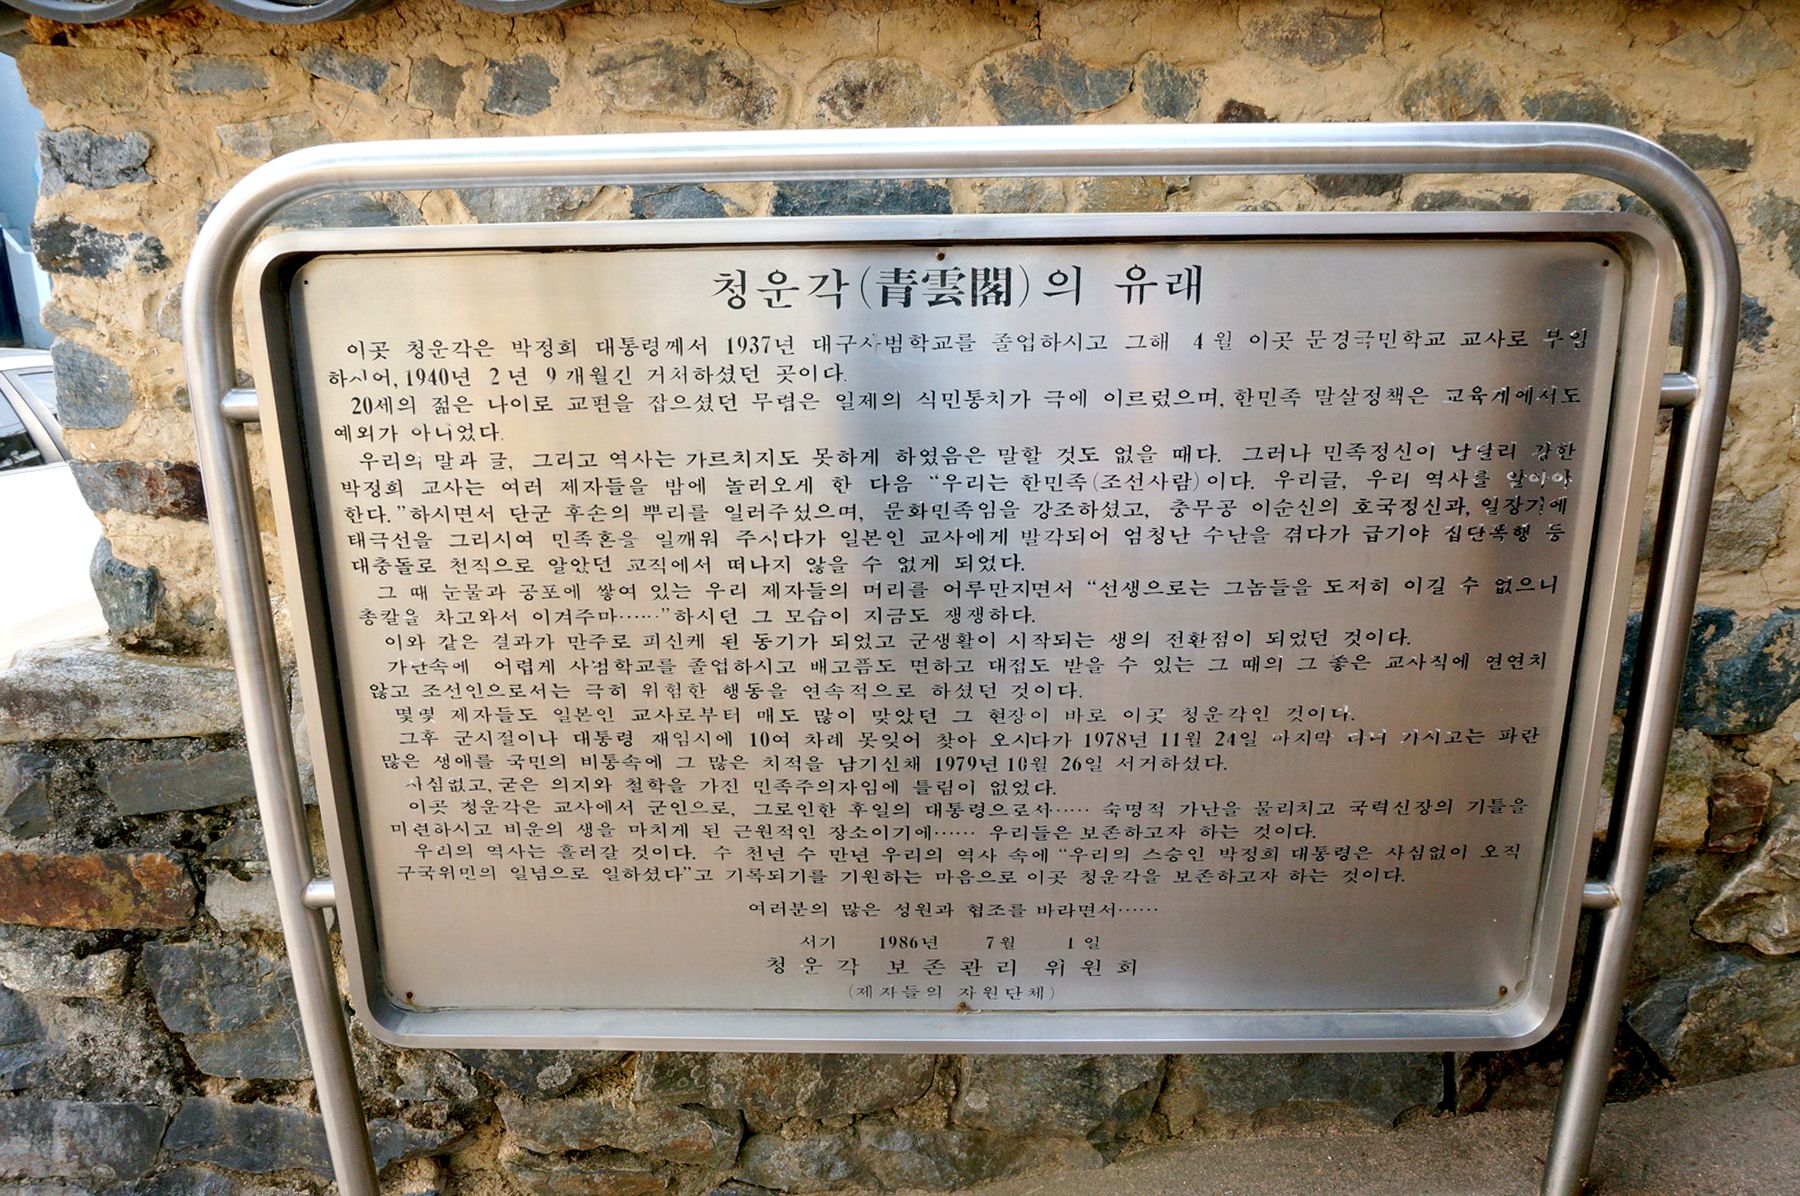 청운각(靑雲閣)의 유래
이곳 청운각은 박정희 대통령께서 1937년 대구사범학교를 졸업하시고 그해 4월 이곳 문경국민학교 교사로 부임
하시어, 1940년 2년 9개월긴 거처하셨던 곳이다.
20세의 젊은 나이로 교편을 잡으셨던 무렵은 일제의 식민통치가 극에 이르렀으며, 한민족 말살정책은 교육계에서도
예외가 아니었다.
우리의 말과 글, 그리고 역사는 가르치지도 못하게 하였음은 말할 것도 없을 때다. 그러나 민족정신이 남달리 강한
박정희 교사는 여러 제자들을 밤에 놀러오게 한 다음 “우리는 한민족(조선사람)이다. 우리글, 우리 역사를 알아야
한다.”하시면서 단군 후손의 뿌리를 일러주셨으며, 문화민족임을 강조하셨고, 충무공 이순신의 호국정신과, 일장기에
태극선을 그리시여 민족혼을 일깨워 주시다가 일본인 교사에게 발각되어 엄청난 수난을 겪다가 급기야 집단폭행 등
대충돌로 천직으로 알았던 교직에서 떠나지 않을 수 없게 되었다.
그 때 눈물과 공포에 쌓여 있는 우리 제자들의 머리를 어루만지면서 “선생으로는 그놈들을 도저히 이길 수 없으니
총칼을 차고와서 이겨주마……”하시던 그 모습이 지금도 쟁쟁하다.
이와 같은 결과가 만주로 피신케 된 동기가 되었고 군생활이 시작되는 생의 전환점이 되었던 것이다.
가난속에 어렵게 사범학교를 졸업하시고 배고픔도 면하고 대접도 받을 수 있는 그 때의 그 좋은 교사직에 연연치
않고 조선인으로서는 극히 위험한 행동을 연속적으로 하셨던 것이다.
몇몇 제자들도 일본인 교사로부터 매도 많이 맞았던 그 현장이 바로 이곳 청운각인 것이다.
그후 군시절이나 대통령 재임시에 10여 차례 못잊어 찾아 오시다가 1978년 11월 24일 마지막 다녀 가시고는 파란
많은 생애를 국민의 비통속에 그 많은 치적을 남기신채 1979년 10월 26일 서거하셨다.
사심없고, 굳은 의지와 철학을 가진 민족주의자임에 틀림이 없었다.
이곳 청운각은 교사에서 군인으로, 그로인한 후일의 대통령으로사…… 숙명적 가난을 물리치고 국력신장의 기틀을
마련하시고 비운의 생을 마치게 된 근원적인 장소이기에…… 우리들은 보존하고자 하는 것이다.
우리의 역사는 흘러갈 것이다. 수 천년 수 만년 우리의 역사 속에 “우리의 스승인 박정희 대통령은 사심없이 오직
구국위민의 일념으로 일하셨다”고 기록되기를 기원하는 마음으로 이곳 청운각을 보존하고자 하는 것이다.
여러분의 많은 성원과 협조를 바라면서……
서기 1986년 7월 1일
청운각 보존관리 위원회
(제자들의 자원단체)